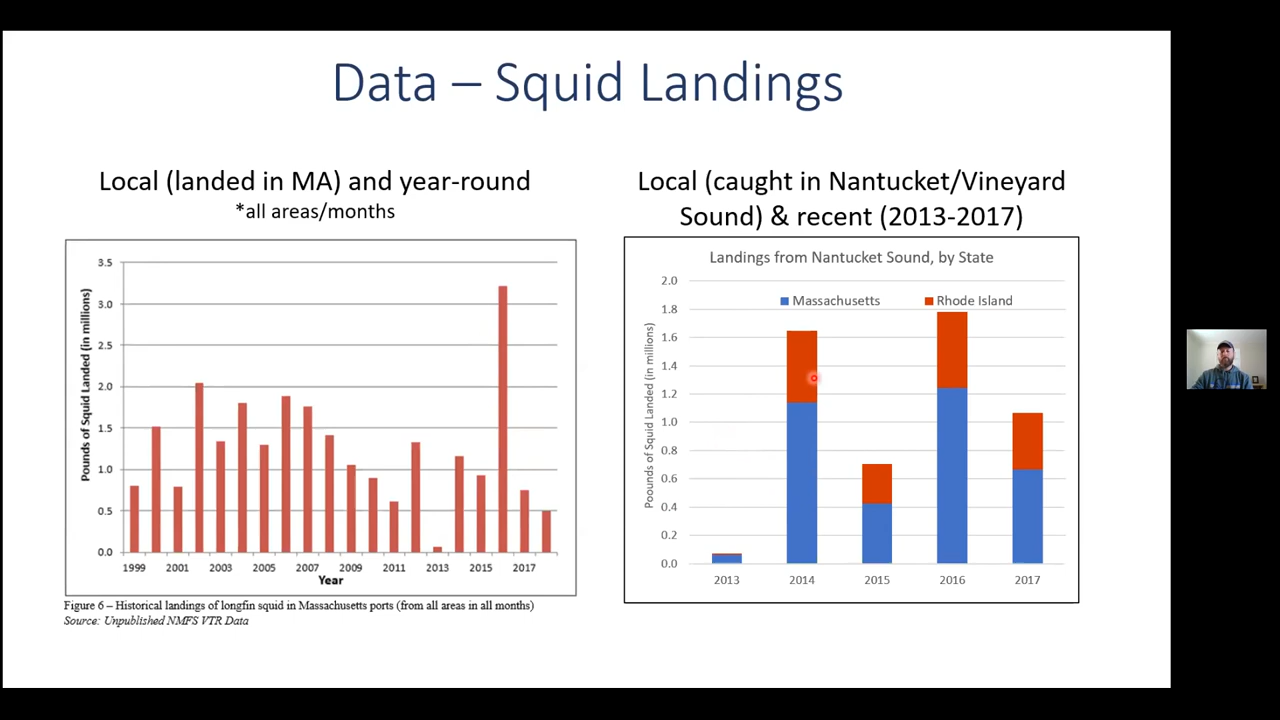 Data – Squid Landings
Local (landed in MA) and year-round
*all areas/months
3.5
3.0
2.5
2.0
1.5
1.0
0.5
0.0
Pounds of Squid Landed (in millions)
1999
2001
2003
2005
2007
2009
2011
2013
2015
2017
Year
Figure 6 – Historical landings of longfin squid in Massachusetts ports (from all areas in all months)
Source: Unpublished NMFS VTR Data
Local (caught in Nantucket/Vineyard
Sound) & recent (2013-2017)
Landings from Nantucket Sound, by State
Massachusetts
Rhode Island
2.0
1.8
1.6
1.4
1.2
1.0
0.8
0.6
0.4
0.2
0.0
Poounds of Squid Landed (in millions)
2013
2014
2015
2016
2017